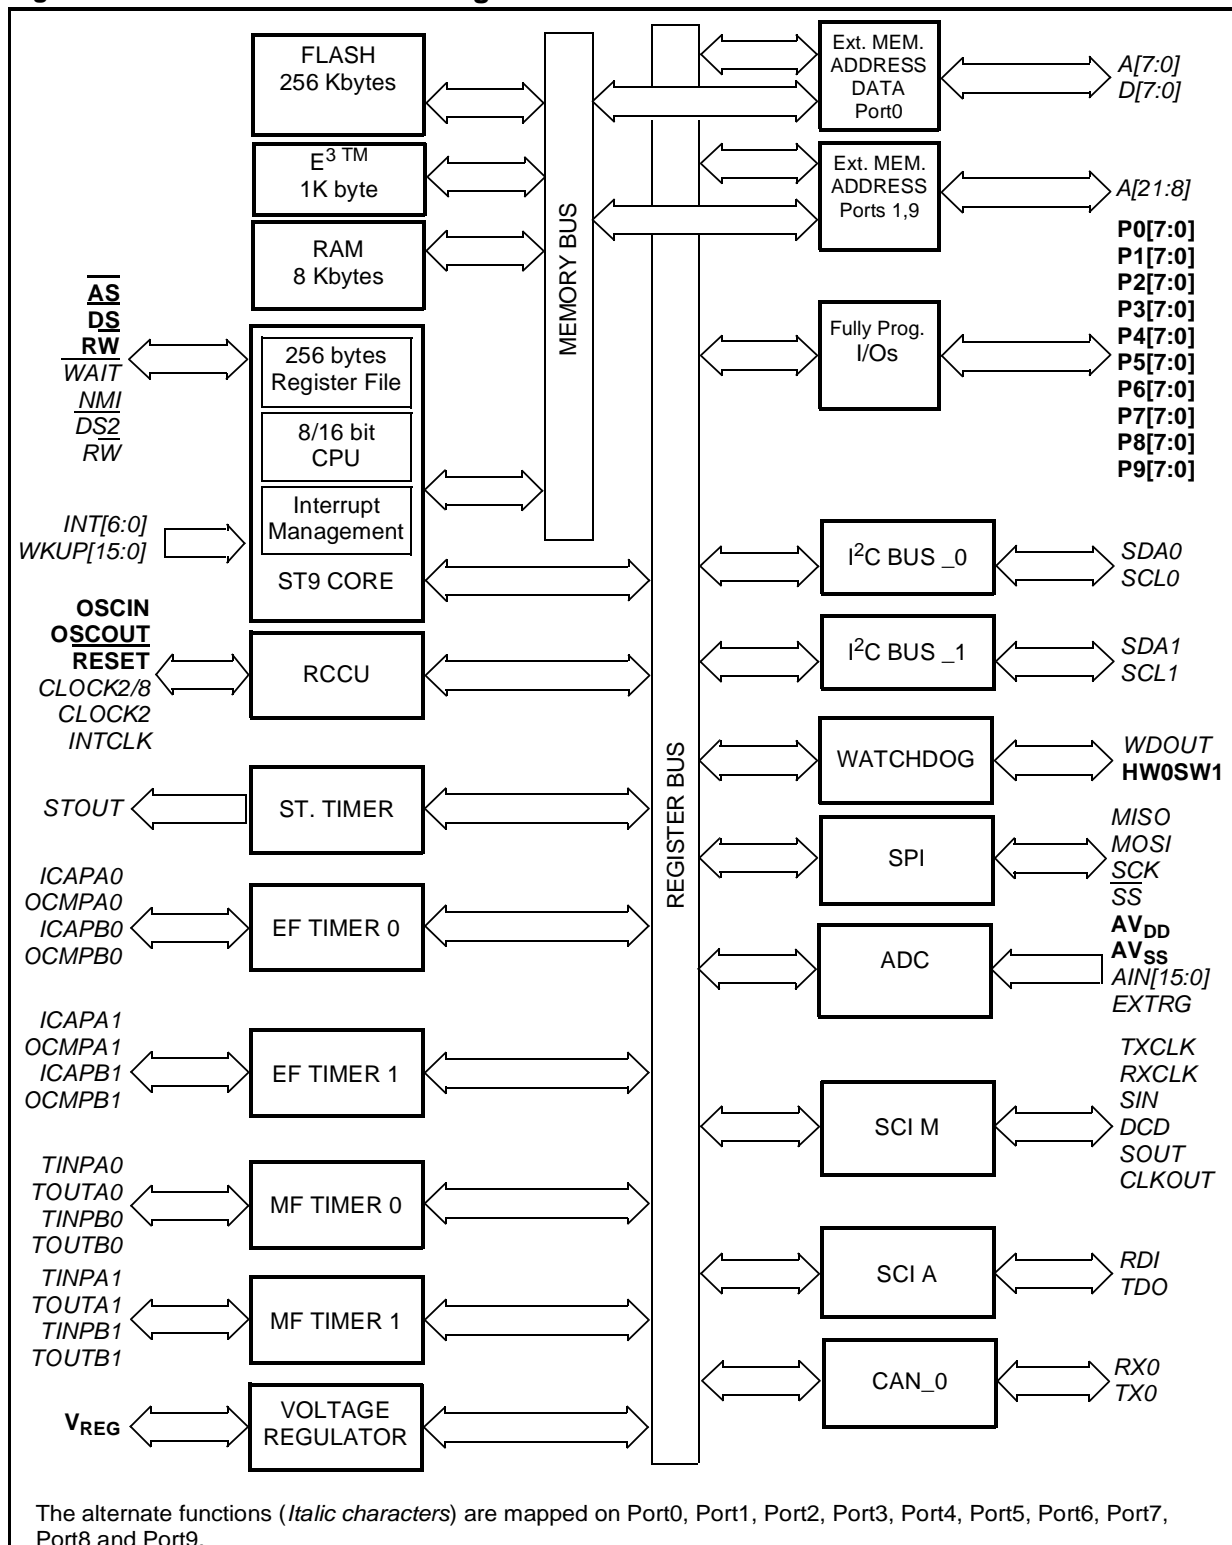 FLASH
256 Kbytes
E3 TM
1K byte
RAM
8 Kbytes
AS
DS
RW
WAIT
NMI
DS2
RW
256 bytes
Register File
8/16 bit
CPU
Interrupt
Management
ST9 CORE
INT[6:0]
WKUP[15:0]
OSCIN
OSCOUT
RESET
CLOCK2/8
CLOCK2
INTCLK
RCCU
STOUT
ST. TIMER
ICAPA0
OCMPA0
ICAPB0
OCMPB0
EF TIMER 0
ICAPA1
OCMPA1
ICAPB1
OCMPB1
EF TIMER 1
TINPA0
TOUTA0
TINPB0
TOUTB0
MF TIMER 0
TINPA1
TOUTA1
TINPB1
TOUTB1
MF TIMER 1
VREG
VOLTAGE
REGULATOR
MEMORY BUS
REGISTER BUS
Ext. MEM.
ADDRESS
DATA
Port0
A[7:0]
D[7:0]
Ext. MEM.
ADDRESS
Ports 1,9
A[21:8]
Fully Prog.
I/Os
P0[7:0]
P1[7:0]
P2[7:0]
P3[7:0]
P4[7:0]
P5[7:0]
P6[7:0]
P7[7:0]
P8[7:0]
P9[7:0]
I2C BUS _0
SDA0
SCL0
I2C BUS _1
SDA1
SCL1
WATCHDOG
WDOUT
HW0SW1
SPI
MISO
MOSI
SCK
SS
ADC
AVDD
AVSS
AIN[15:0]
EXTRG
SCI M
TXCLK
RXCLK
SIN
DCD
SOUT
CLKOUT
SCI A
RDI
TDO
CAN_0
RX0
TX0
The alternate functions (Italic characters) are mapped on Port0, Port1, Port2, Port3, Port4, Port5, Port6, Port7,
Port8 and Port9.